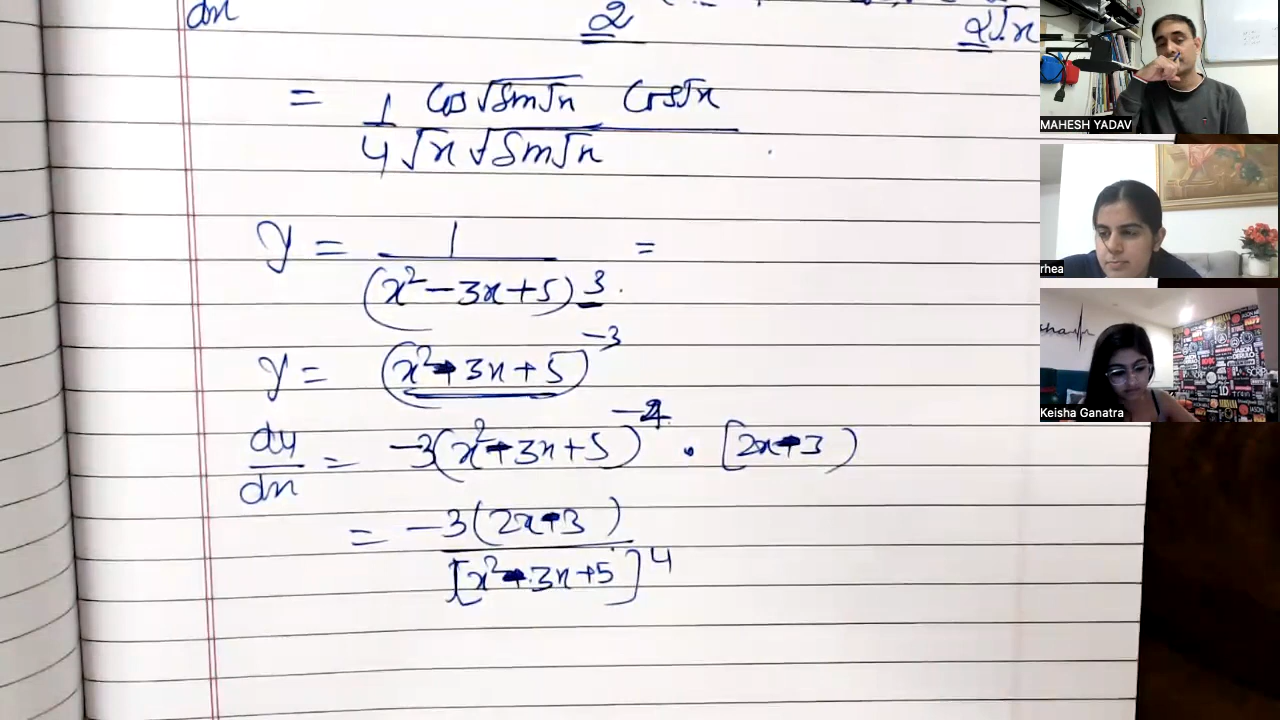 dx 2 2√x
= 1/4 cos√sin√x cos√x / √x √sin√x
y = 1 / (x² - 3x + 5)3. =
y = (x² - 3x + 5)⁻³
dy/dx = -3(x² - 3x + 5)⁻⁴ • [2x - 3)
= -3(2x - 3) / [x² - 3x + 5]⁴
MAHESH YADAV
rhea
Keisha Ganatra